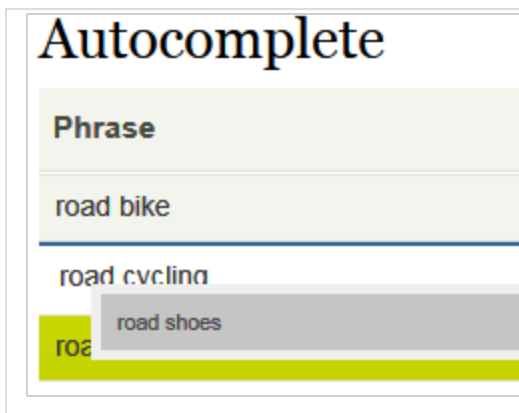 Autocomplete
Phrase
road bike
road cycling
road shoes